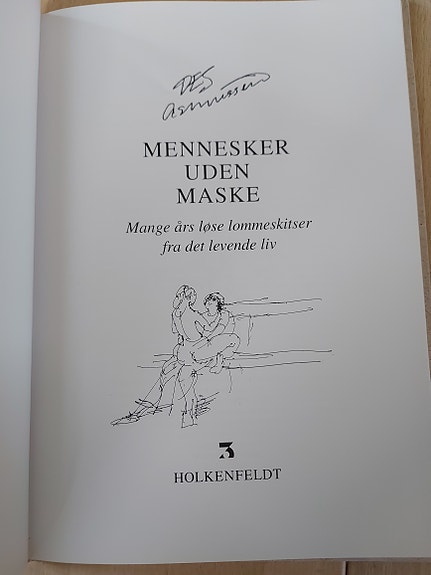 DES
Asmussen
MENNESKER
UDEN
MASKE
Mange års løse lommeskitser
fra det levende liv
3
HOLKENFELDT